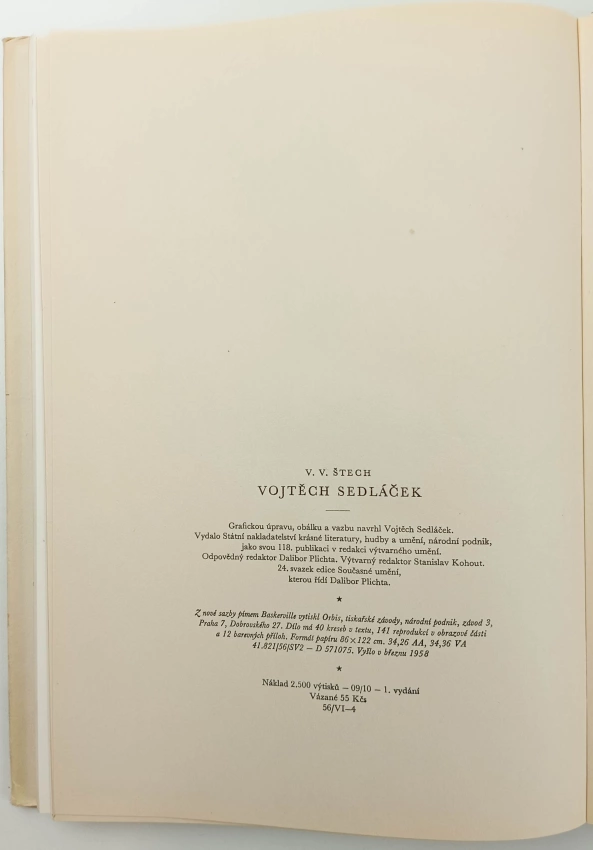 V. V. ŠTECH
VOJTĚCH SEDLÁČEK
Grafickou úpravu, obálku a vazbu navrhl Vojtěch Sedláček.
Vydalo Státní nakladatelství krásné literatury, hudby a umění, národní podnik,
jako svou 118. publikaci v redakci výtvarného umění.
Odpovědný redaktor Dalibor Plichta. Výtvarný redaktor Stanislav Kohout.
24. svazek edice Současné umění,
kterou řídí Dalibor Plichta.
★
Z nové sazby písmem Baskerville vytiskl Orbis, tiskařské závody, národní podnik, závod 3,
Praha 7, Dobrovského 27. Dílo má 40 kreseb v textu, 141 reprodukcí v obrazové části
a 12 barevných příloh. Formát papíru 86 × 122 cm. 34,26 AA, 34,36 VA
41.821/56/SV2 – D 571075. Vyšlo v březnu 1958
★
Náklad 2.500 výtisků – 09/10 – 1. vydání
Vázané 55 Kčs
56/VI–4